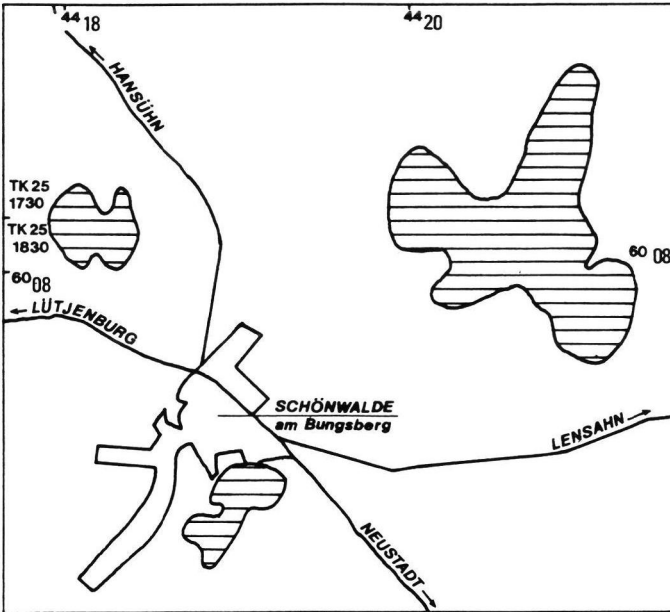 44 18
44 20
← HANSÜHN
TK 25
1730
TK 25
1830
60 08
60 08
← LÜTJENBURG
SCHÖNWALDE
am Bungsberg
LENSAHN →
NEUSTADT →